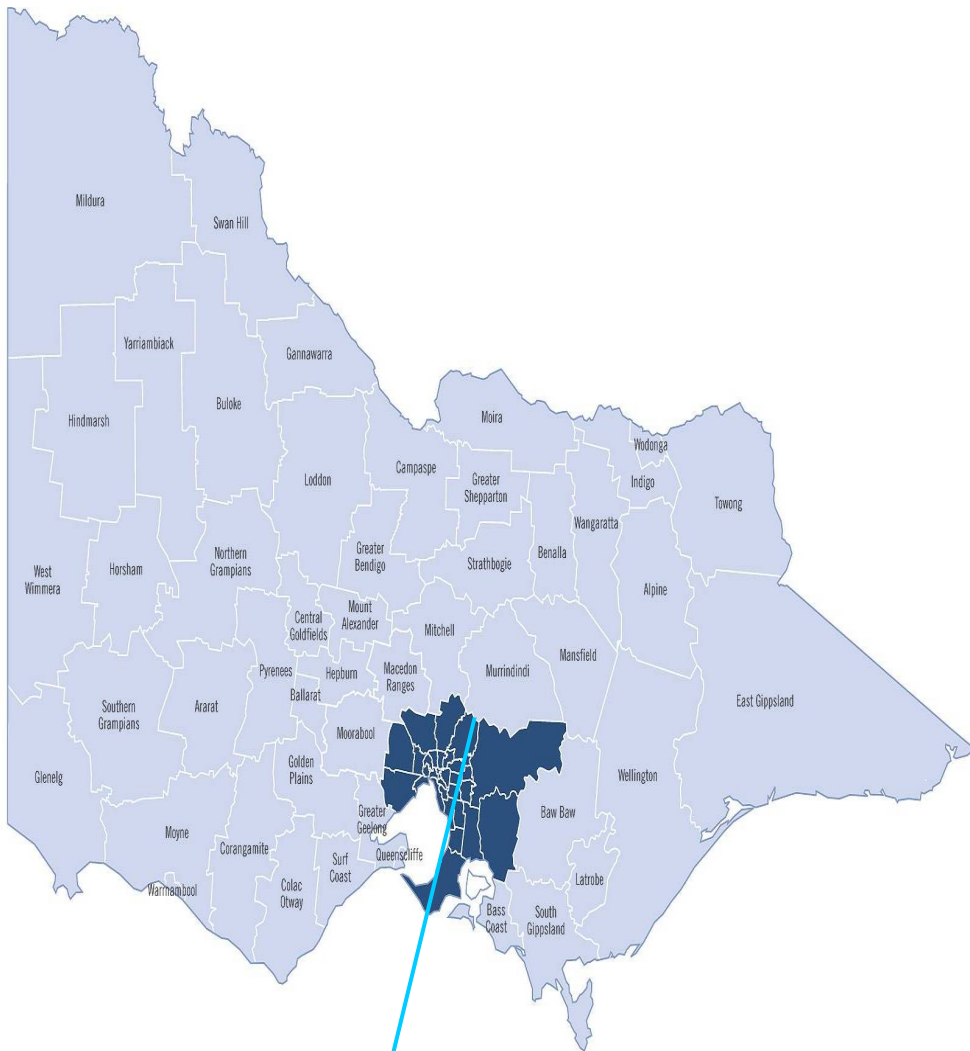 Mildura
Swan Hill
Yarriambiack
Gannawarra
Hindmarsh
Buloke
Moira
Wodonga
Loddon
Campaspe
Greater
Shepparton
Indigo
Towong
Wangaratta
West
Wimmera
Horsham
Northern
Grampians
Greater
Bendigo
Strathbogie
Benalla
Alpine
Central
Goldfields
Mount
Alexander
Mitchell
Mansfield
Murrindindi
Pyrenees
Hepburn
Macedon
Ranges
Southern
Grampians
Ararat
Ballarat
East Gippsland
Moorabool
Glenelg
Golden
Plains
Wellington
Moyne
Greater
Geelong
Baw Baw
Corangamite
Queenscliffe
Surf
Coast
Warrnambool
Colac
Otway
Latrobe
Bass
Coast
South
Gippsland